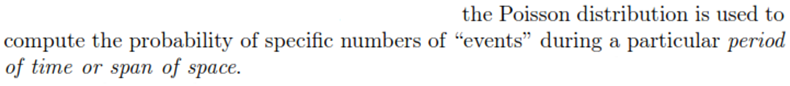 the Poisson distribution is used to
compute the probability of specific numbers of “events” during a particular period
of time or span of space.